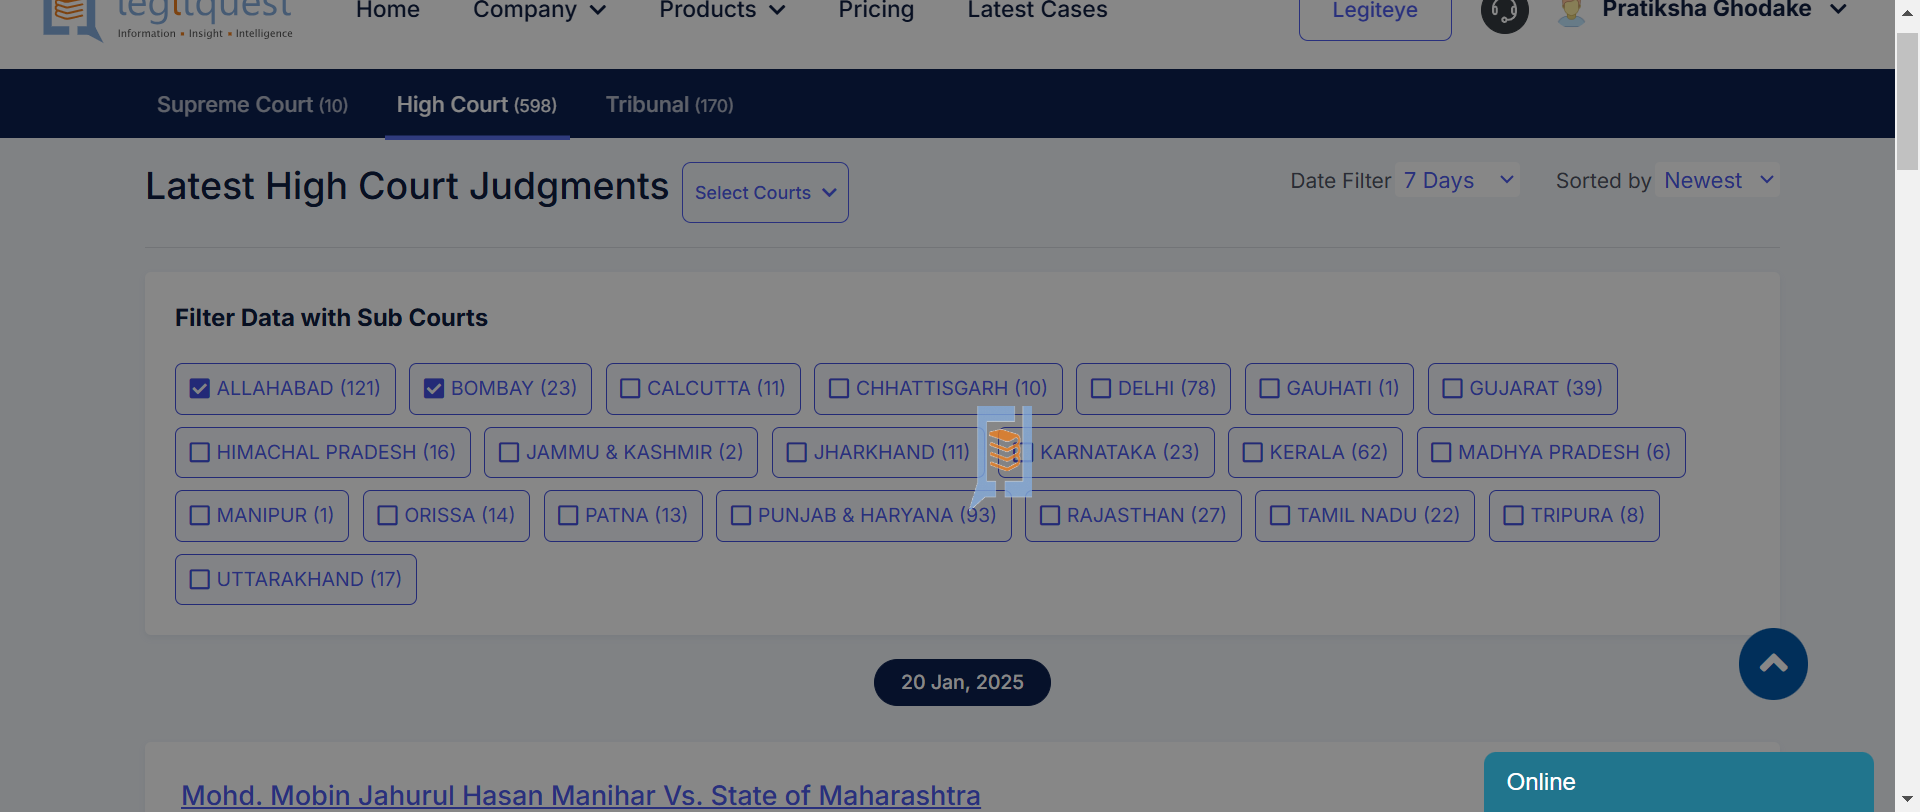 legitquest
Information • Insight • Intelligence
Home Company Products Pricing Latest Cases
Legiteye
Pratiksha Ghodake
Supreme Court (10) High Court (598) Tribunal (170)
Latest High Court Judgments
Select Courts
Date Filter 7 Days
Sorted by Newest
Filter Data with Sub Courts
ALLAHABAD (121) BOMBAY (23) CALCUTTA (11) CHHATTISGARH (10) DELHI (78) GAUHATI (1) GUJARAT (39)
HIMACHAL PRADESH (16) JAMMU & KASHMIR (2) JHARKHAND (11) KARNATAKA (23) KERALA (62) MADHYA PRADESH (6)
MANIPUR (1) ORISSA (14) PATNA (13) PUNJAB & HARYANA (93) RAJASTHAN (27) TAMIL NADU (22) TRIPURA (8)
UTTARAKHAND (17)
20 Jan, 2025
Mohd. Mobin Jahurul Hasan Manihar Vs. State of Maharashtra
Online